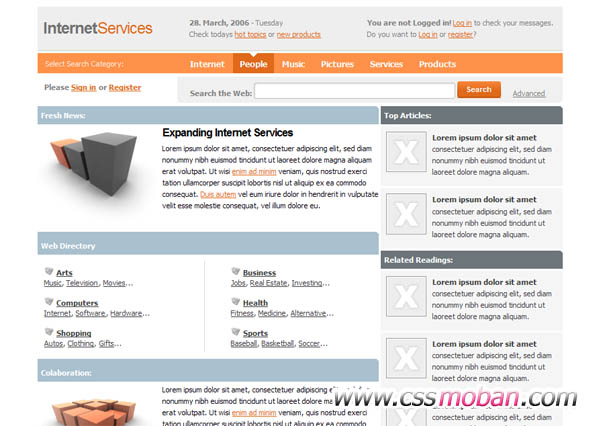 InternetServices
28. March, 2006 - Tuesday
Check todays hot topics or new products
You are not Logged in! Log in to check your messages.
Do you want to Log in or register?
Select Search Category:
Internet People Music Pictures Services Products
Please Sign in or Register
Search the Web: Search Advanced
Fresh News:
Expanding Internet Services
Lorem ipsum dolor sit amet, consectetuer adipiscing elit, sed diam
nonummy nibh euismod tincidunt ut laoreet dolore magna aliquam
erat volutpat. Ut wisi enim ad minim veniam, quis nostrud exerci
tation ullamcorper suscipit lobortis nisl ut aliquip ex ea commodo
consequat. Duis autem vel eum iriure dolor in hendrerit in vulputate
velit esse molestie consequat, vel illum dolore eu.
Web Directory
Arts
Music, Television, Movies...
Business
Jobs, Real Estate, Investing...
Computers
Internet, Software, Hardware...
Health
Fitness, Medicine, Alternative...
Shopping
Autos, Clothing, Gifts...
Sports
Baseball, Basketball, Soccer...
Colaboration:
Lorem ipsum dolor sit amet, consectetuer adipiscing elit, sed diam
nonummy nibh euismod tincidunt ut laoreet dolore magna aliquam
erat volutpat. Ut wisi enim ad minim veniam, quis nostrud exerci
tation ullamcorper suscipit lobortis nisl ut aliquip ex ea commodo
Top Articles:
Lorem ipsum dolor sit amet
consectetuer adipiscing elit, sed diam
nonummy nibh euismod tincidunt ut
laoreet dolore magna aliquam.
Lorem ipsum dolor sit amet
consectetuer adipiscing elit, sed diam
nonummy nibh euismod tincidunt ut
laoreet dolore magna aliquam.
Related Readings:
Lorem ipsum dolor sit amet
consectetuer adipiscing elit, sed diam
nonummy nibh euismod tincidunt ut
laoreet dolore magna aliquam.
Lorem ipsum dolor sit amet
consectetuer adipiscing elit, sed diam
nonummy nibh euismod tincidunt ut
laoreet dolore magna aliquam.
www.cssmoban.com